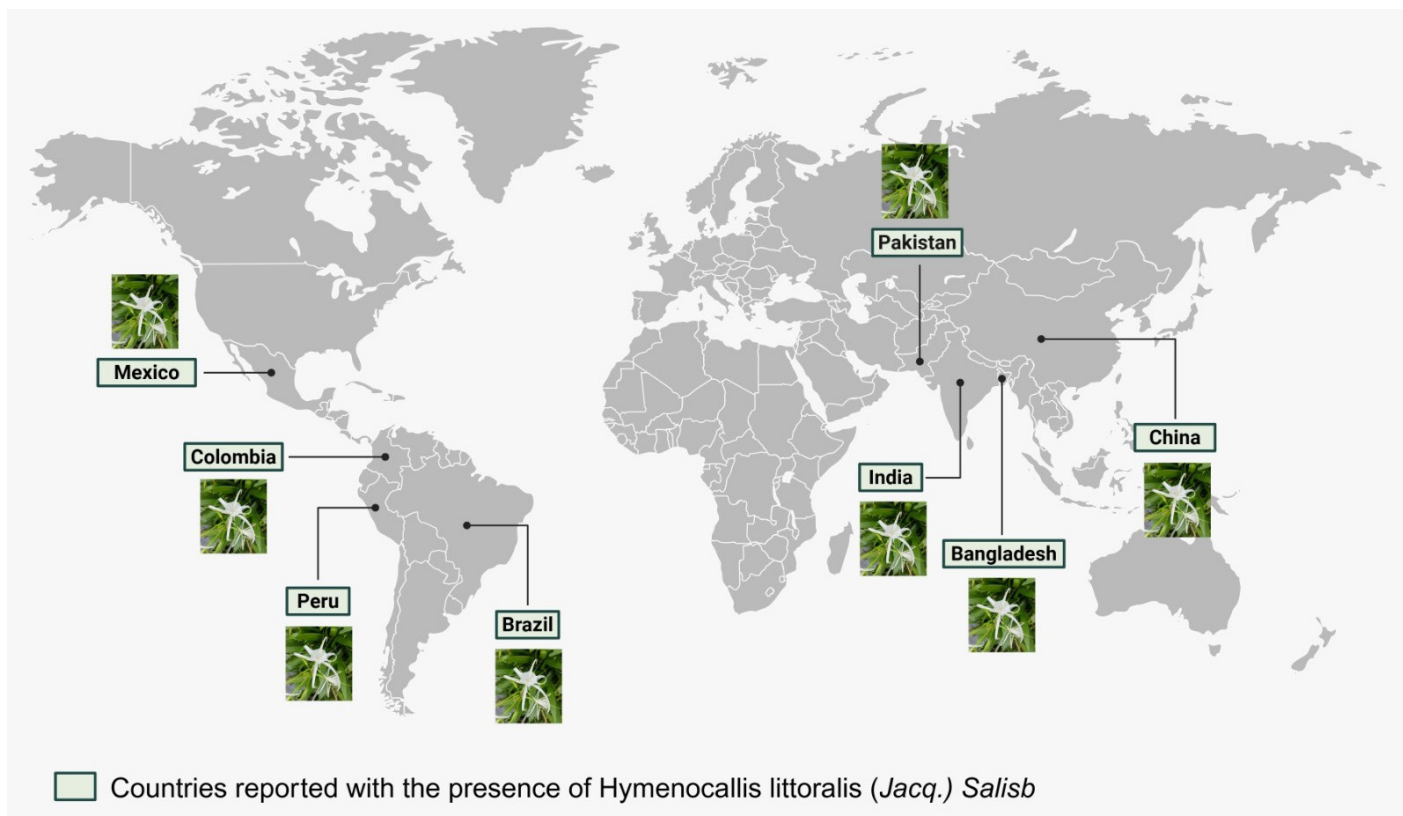 Pakistan
Mexico
China
Colombia
India
Bangladesh
Peru
Brazil
Countries reported with the presence of Hymenocallis littoralis (Jacq.) Salisb